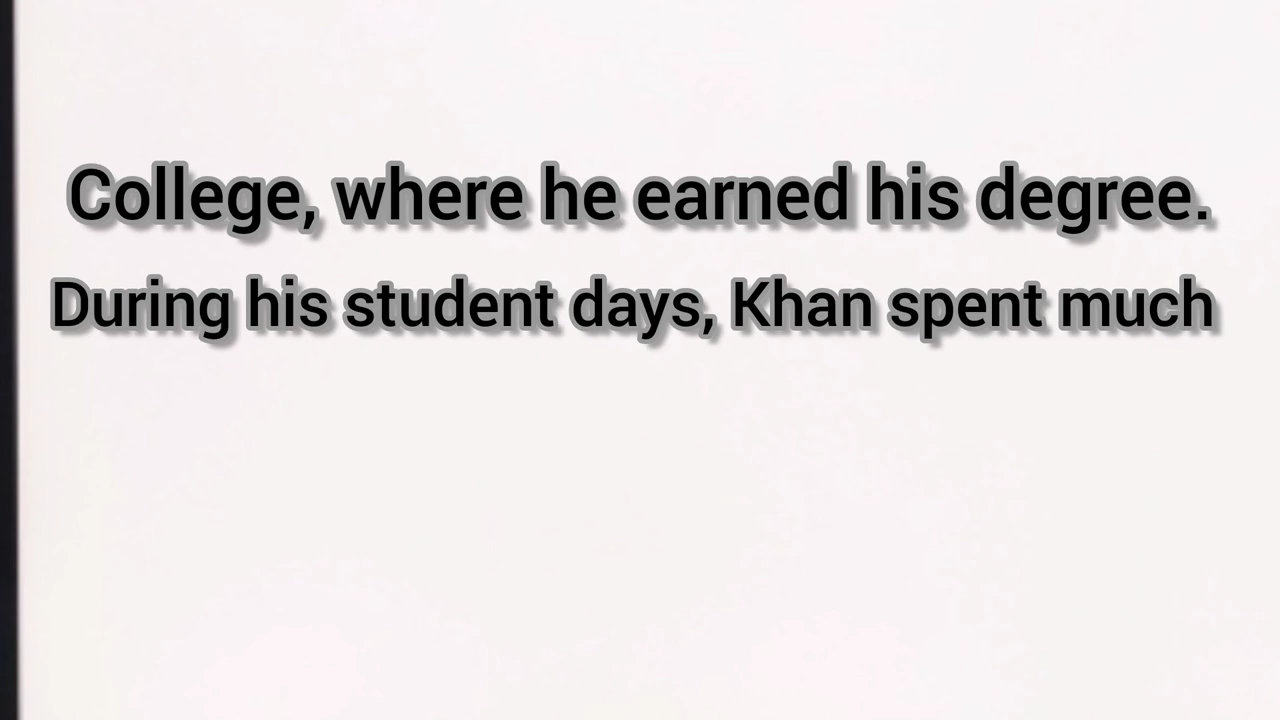 College, where he earned his degree.
During his student days, Khan spent much